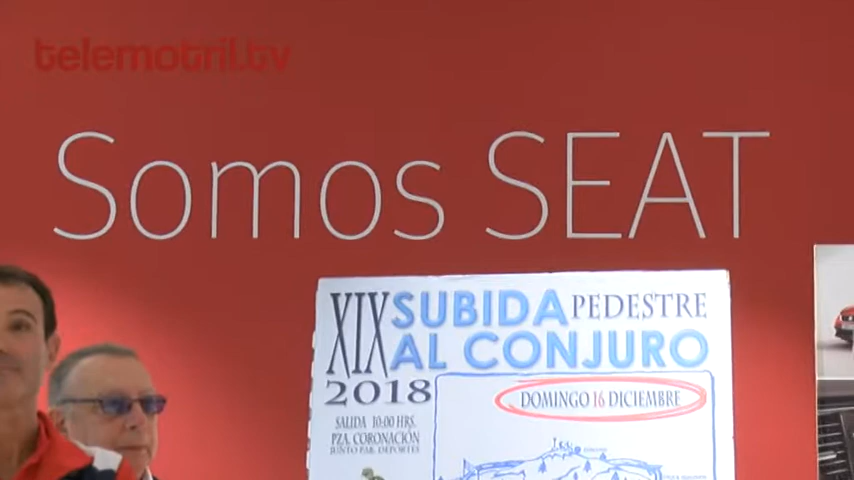 telemotril.tv
Somos SEAT
XIX SUBIDA PEDESTRE
AL CONJURO
2018
DOMINGO 16 DICIEMBRE
SALIDA 10:00 HRS.
PZA. CORONACIÓN
JUNTO PAB. DEPORTES